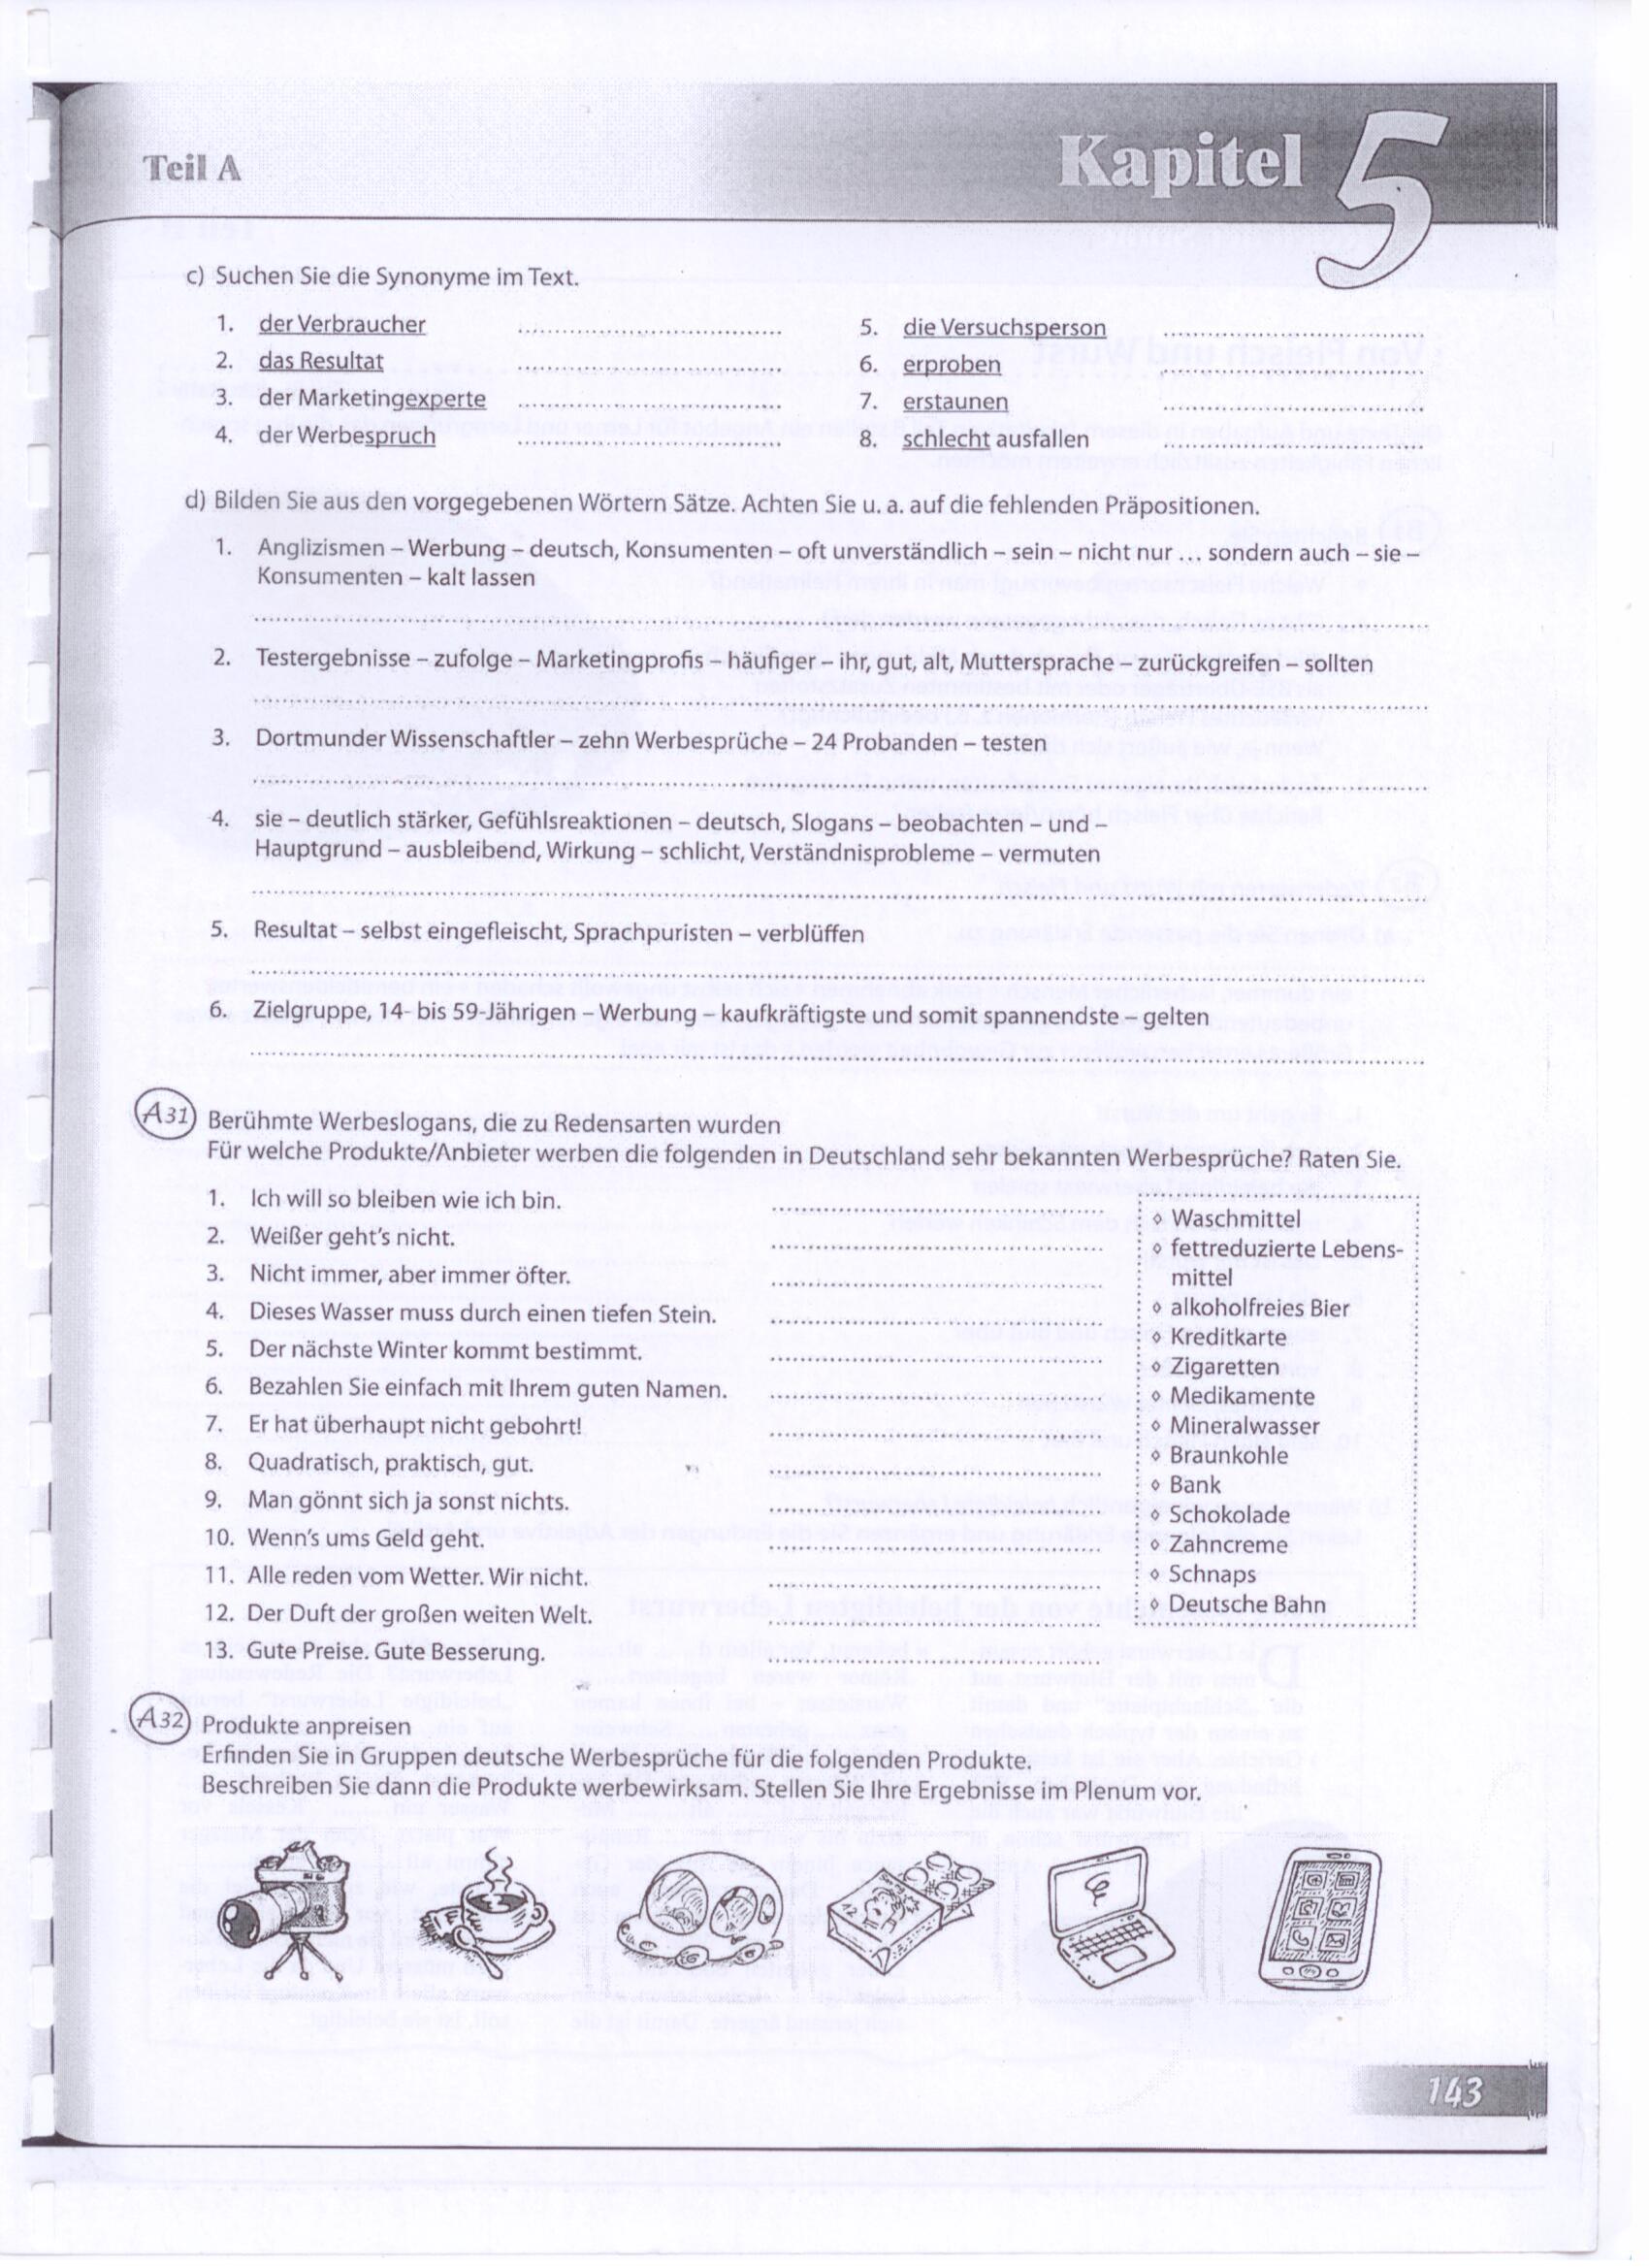 Teil A
Kapitel 5
c) Suchen Sie die Synonyme im Text.
1. der Verbraucher ..............................
2. das Resultat ..............................
3. der Marketingexperte ..............................
4. der Werbespruch ..............................
5. die Versuchsperson ..............................
6. erproben ..............................
7. erstaunen ..............................
8. schlecht ausfallen ..............................
d) Bilden Sie aus den vorgegebenen Wörtern Sätze. Achten Sie u. a. auf die fehlenden Präpositionen.
1. Anglizismen – Werbung – deutsch, Konsumenten – oft unverständlich – sein – nicht nur … sondern auch – sie –
Konsumenten – kalt lassen
2. Testergebnisse – zufolge – Marketingprofis – häufiger – ihr, gut, alt, Muttersprache – zurückgreifen – sollten
3. Dortmunder Wissenschaftler – zehn Werbesprüche – 24 Probanden – testen
4. sie – deutlich stärker, Gefühlsreaktionen – deutsch, Slogans – beobachten – und –
Hauptgrund – ausbleibend, Wirkung – schlicht, Verständnisprobleme – vermuten
5. Resultat – selbst eingefleischt, Sprachpuristen – verblüffen
6. Zielgruppe, 14- bis 59-Jährigen – Werbung – kaufkräftigste und somit spannendste – gelten
A31 Berühmte Werbeslogans, die zu Redensarten wurden
Für welche Produkte/Anbieter werben die folgenden in Deutschland sehr bekannten Werbesprüche? Raten Sie.
1. Ich will so bleiben wie ich bin.
2. Weißer geht's nicht.
3. Nicht immer, aber immer öfter.
4. Dieses Wasser muss durch einen tiefen Stein.
5. Der nächste Winter kommt bestimmt.
6. Bezahlen Sie einfach mit Ihrem guten Namen.
7. Er hat überhaupt nicht gebohrt!
8. Quadratisch, praktisch, gut.
9. Man gönnt sich ja sonst nichts.
10. Wenn's ums Geld geht.
11. Alle reden vom Wetter. Wir nicht.
12. Der Duft der großen weiten Welt.
13. Gute Preise. Gute Besserung.
◊ Waschmittel
◊ fettreduzierte Lebens-
mittel
◊ alkoholfreies Bier
◊ Kreditkarte
◊ Zigaretten
◊ Medikamente
◊ Mineralwasser
◊ Braunkohle
◊ Bank
◊ Schokolade
◊ Zahncreme
◊ Schnaps
◊ Deutsche Bahn
A32 Produkte anpreisen
Erfinden Sie in Gruppen deutsche Werbesprüche für die folgenden Produkte.
Beschreiben Sie dann die Produkte werbewirksam. Stellen Sie Ihre Ergebnisse im Plenum vor.
143